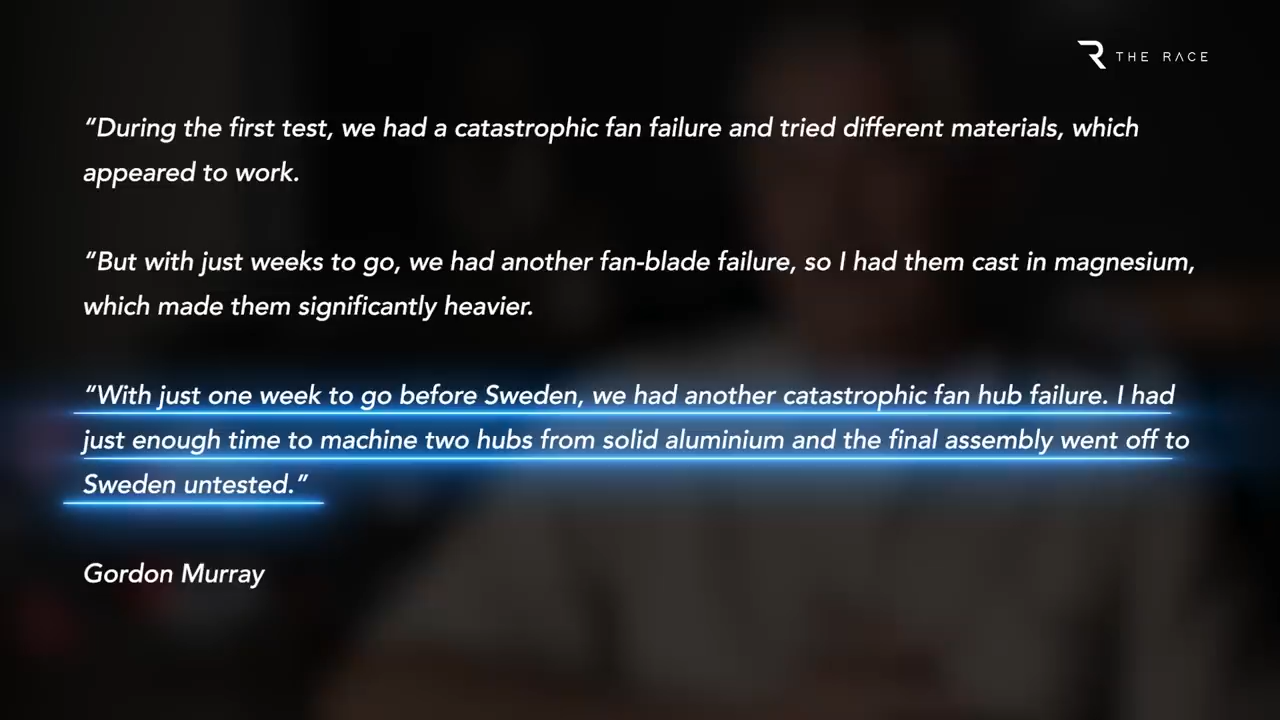 THE RACE
“During the first test, we had a catastrophic fan failure and tried different materials, which
appeared to work.
“But with just weeks to go, we had another fan-blade failure, so I had them cast in magnesium,
which made them significantly heavier.
“With just one week to go before Sweden, we had another catastrophic fan hub failure. I had
just enough time to machine two hubs from solid aluminium and the final assembly went off to
Sweden untested.”
Gordon Murray